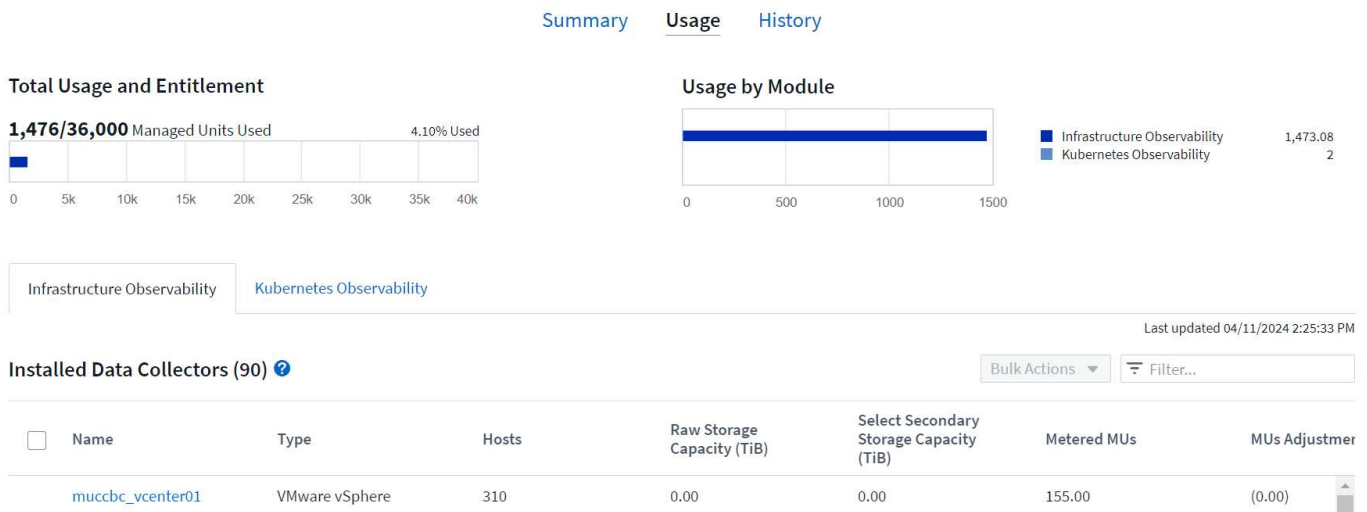 Summary Usage History
Total Usage and Entitlement
1,476/36,000 Managed Units Used 4.10% Used
0 5k 10k 15k 20k 25k 30k 35k 40k
Usage by Module
0 500 1000 1500
Infrastructure Observability 1,473.08
Kubernetes Observability 2
Infrastructure Observability Kubernetes Observability
Last updated 04/11/2024 2:25:33 PM
Installed Data Collectors (90) ?
Bulk Actions Filter...
Name Type Hosts Raw Storage Capacity (TiB) Select Secondary Storage Capacity (TiB) Metered MUs MUs Adjustmen
muccbc_vcenter01 VMware vSphere 310 0.00 0.00 155.00 (0.00)